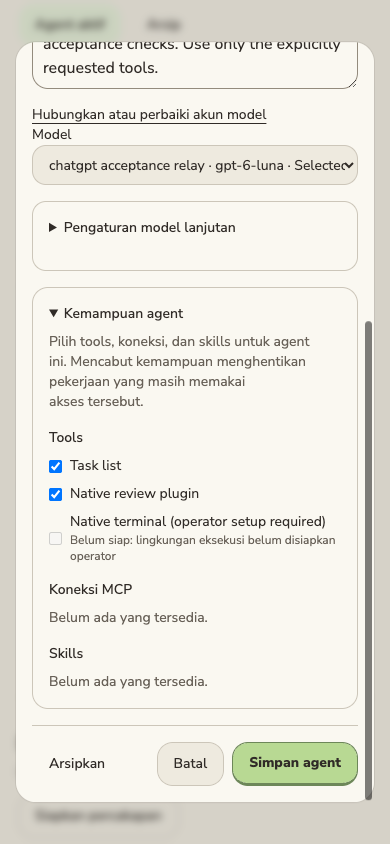 Agent aktif
Arsip
acceptance checks. Use only the explicitly
requested tools.
Hubungkan atau perbaiki akun model
Model
chatgpt acceptance relay · gpt-6-luna · Selected
Pengaturan model lanjutan
Kemampuan agent
Pilih tools, koneksi, dan skills untuk agent
ini. Mencabut kemampuan menghentikan
pekerjaan yang masih memakai
akses tersebut.
Tools
Task list
Native review plugin
Native terminal (operator setup required)
Belum siap: lingkungan eksekusi belum disiapkan
operator
Koneksi MCP
Belum ada yang tersedia.
Skills
Belum ada yang tersedia.
Arsipkan
Batal
Simpan agent
Siapkan percakapan